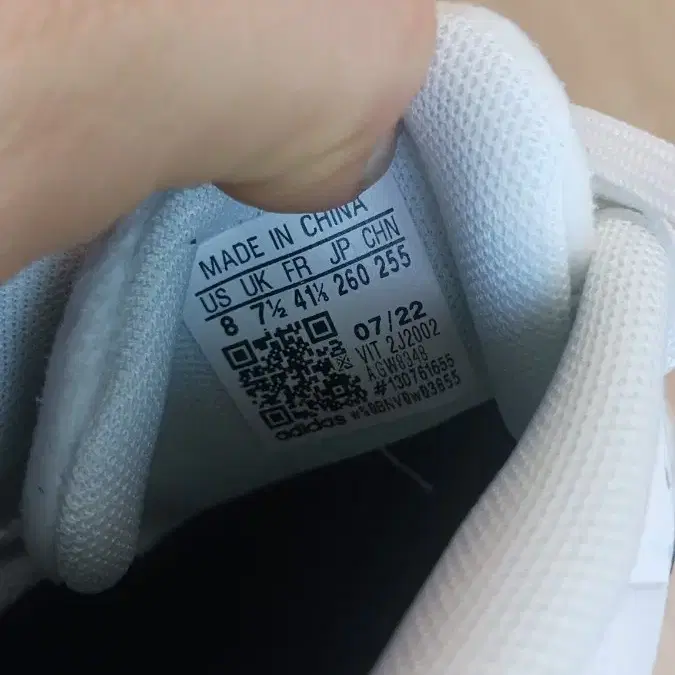 MADE IN CHINA
US UK FR JP CHN
8 7½ 41⅓ 260 255
07/22
VIT 2J2002
AGW8348
#130761655
adidas